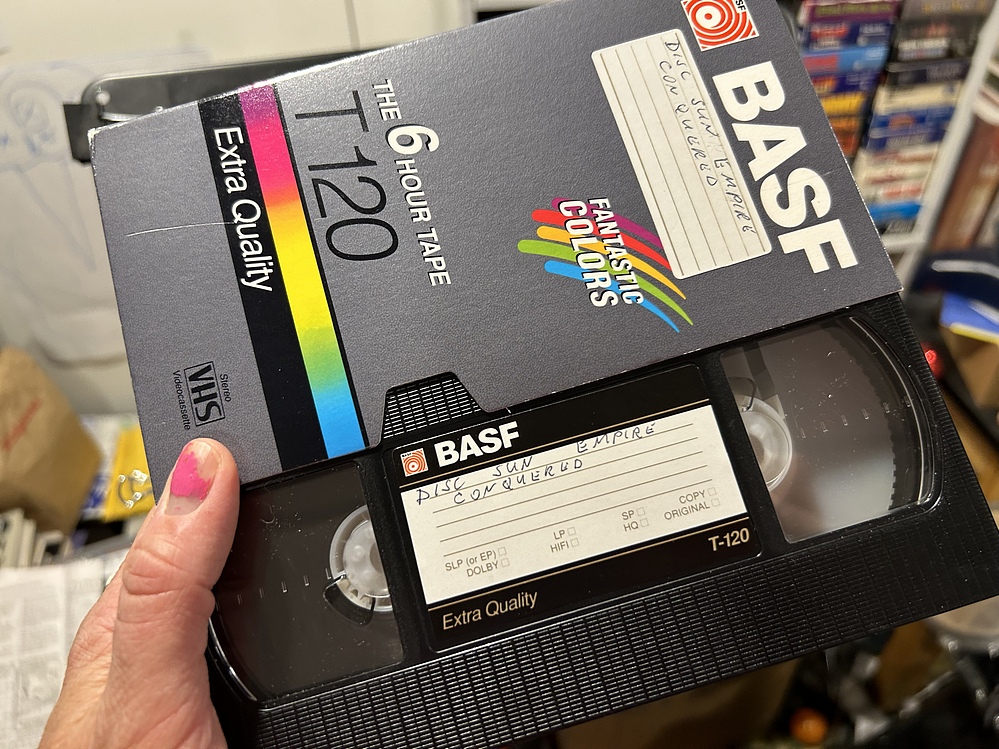 BASF
BASF
DISC SUN EMPIRE
CONQUERED
FANTASTIC
COLORS
THE 6 HOUR TAPE
T 120
Extra Quality
Stereo
VHS
Videocassette
BASF
DISC SUN EMPIRE
CONQUERED
SLP (or EP)
DOLBY
LP
HIFI
SP
HQ
COPY
ORIGINAL
T-120
Extra Quality